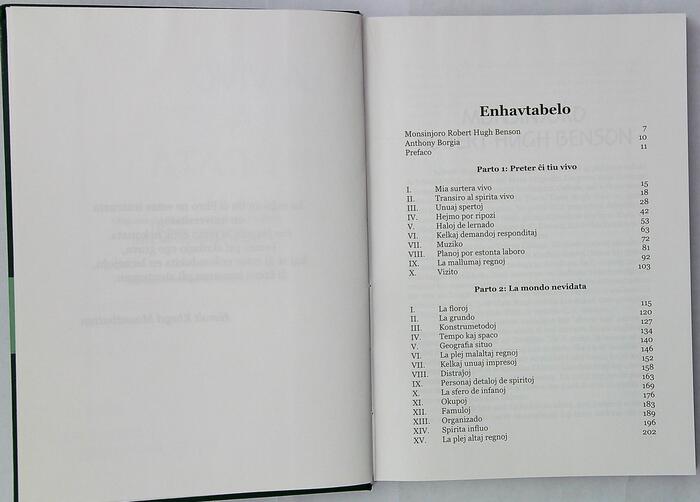 Enhavtabelo
Monsinjoro Robert Hugh Benson 7
Anthony Borgia 10
Prefaco 11
Parto 1: Preter ĉi tiu vivo
I. Mia surtera vivo 15
II. Transiro al spirita vivo 18
III. Unuaj spertoj 28
IV. Hejmo por ripozi 42
V. Haloj de lernado 53
VI. Kelkaj demandoj responditaj 63
VII. Muziko 72
VIII. Planoj por estonta laboro 81
IX. La mallumaj regnoj 92
X. Vizito 103
Parto 2: La mondo nevidata
I. La floroj 115
II. La grundo 120
III. Konstrumetodoj 127
IV. Tempo kaj spaco 134
V. Geografia situo 140
VI. La plej malaltaj regnoj 146
VII. Kelkaj unuaj impresoj 152
VIII. Distraĵoj 158
IX. Personaj detaloj de spiritoj 163
X. La sfero de infanoj 169
XI. Okupoj 176
XII. Famuloj 183
XIII. Organizado 189
XIV. Spirita influo 196
XV. La plej altaj regnoj 202